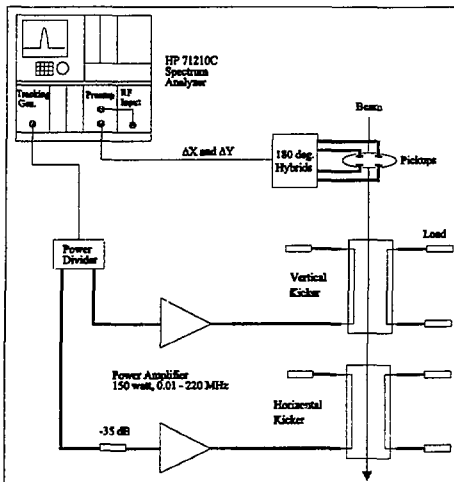 HP 71210C
Spectrum
Analyzer
Tracking
Gen.
Preamp
RF
Input
Beam
ΔX and ΔY
180 deg.
Hybrids
Pickups
Load
Power
Divider
Vertical
Kicker
Power Amplifier
150 watt, 0.01 - 220 MHz
Horizontal
Kicker
-35 dB